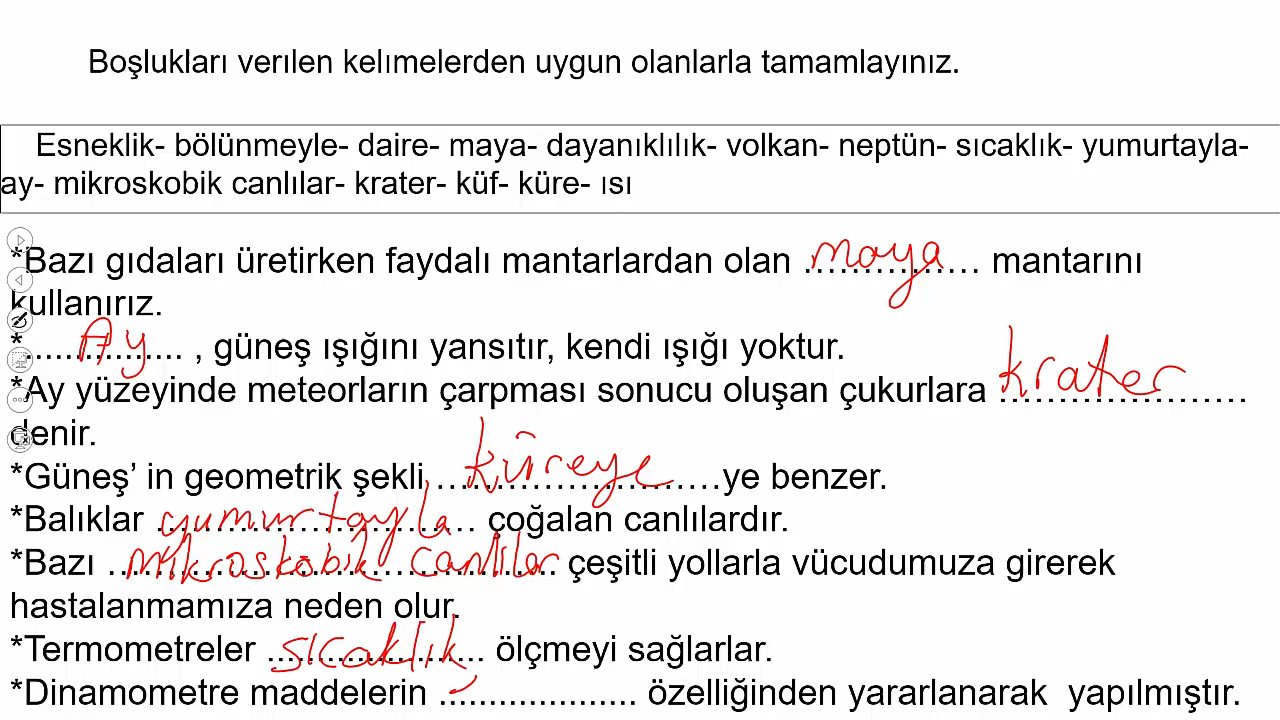 Boşlukları verılen kelımelerden uygun olanlarla tamamlayınız.
Esneklik- bölünmeyle- daire- maya- dayanıklılık- volkan- neptün- sıcaklık- yumurtayla-
ay- mikroskobik canlılar- krater- küf- küre- ısı
*Bazı gıdaları üretirken faydalı mantarlardan olan ...maya... mantarını
kullanırız.
*...Ay... , güneş ışığını yansıtır, kendi ışığı yoktur.
*Ay yüzeyinde meteorların çarpması sonucu oluşan çukurlara ...krater...
denir.
*Güneş’ in geometrik şekli ...küreye...ye benzer.
*Balıklar ...yumurtayla... çoğalan canlılardır.
*Bazı ...mikroskobik canlılar... çeşitli yollarla vücudumuza girerek
hastalanmamıza neden olur.
*Termometreler ...sıcaklık... ölçmeyi sağlarlar.
*Dinamometre maddelerin .................... özelliğinden yararlanarak yapılmıştır.